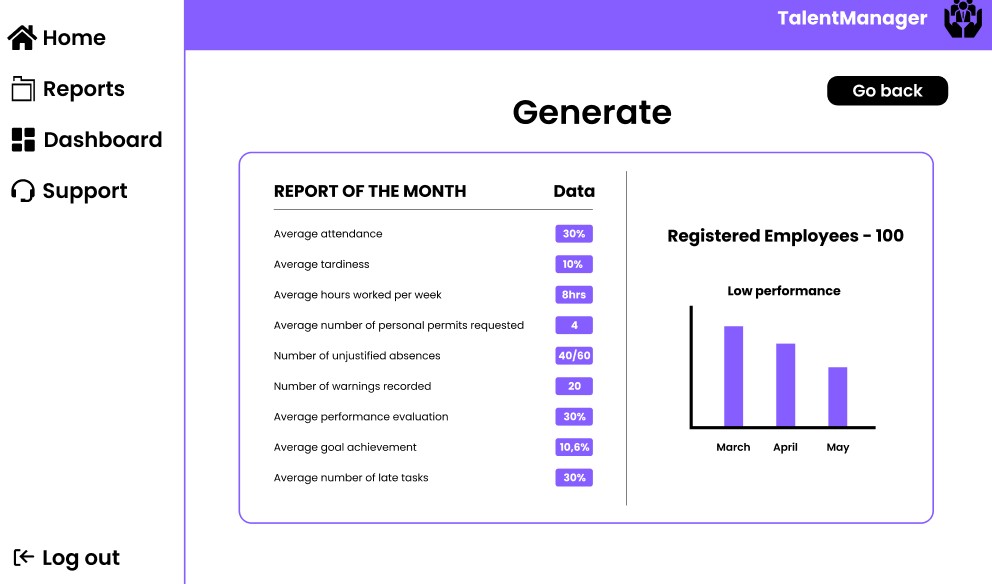 TalentManager
Home
Reports
Dashboard
Support
Log out
Go back
Generate
REPORT OF THE MONTH Data
Average attendance 30%
Average tardiness 10%
Average hours worked per week 8hrs
Average number of personal permits requested 4
Number of unjustified absences 40/60
Number of warnings recorded 20
Average performance evaluation 30%
Average goal achievement 10,6%
Average number of late tasks 30%
Registered Employees - 100
Low performance
March April May